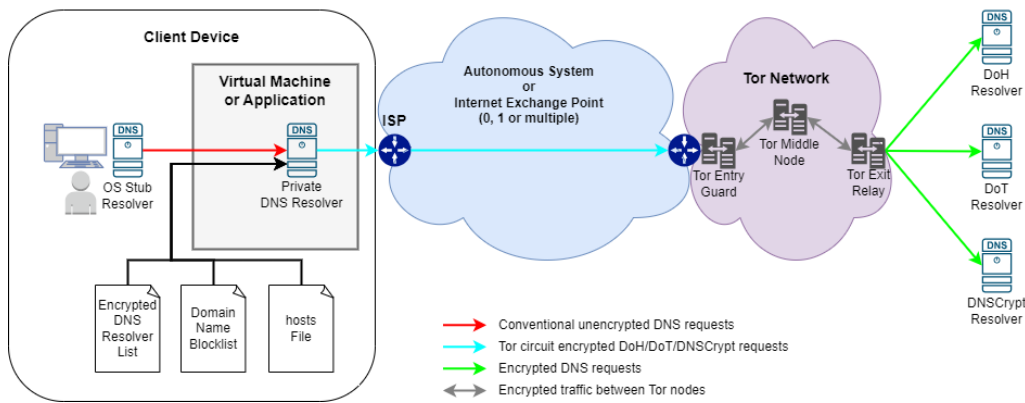 Client Device
Virtual Machine
or Application
DNS
OS Stub
Resolver
DNS
Private
DNS Resolver
Encrypted
DNS
Resolver
List
Domain
Name
Blocklist
hosts
File
ISP
Autonomous System
or
Internet Exchange Point
(0, 1 or multiple)
Tor Network
Tor Entry
Guard
Tor Middle
Node
Tor Exit
Relay
DNS
DoH
Resolver
DNS
DoT
Resolver
DNS
DNSCrypt
Resolver
Conventional unencrypted DNS requests
Tor circuit encrypted DoH/DoT/DNSCrypt requests
Encrypted DNS requests
Encrypted traffic between Tor nodes